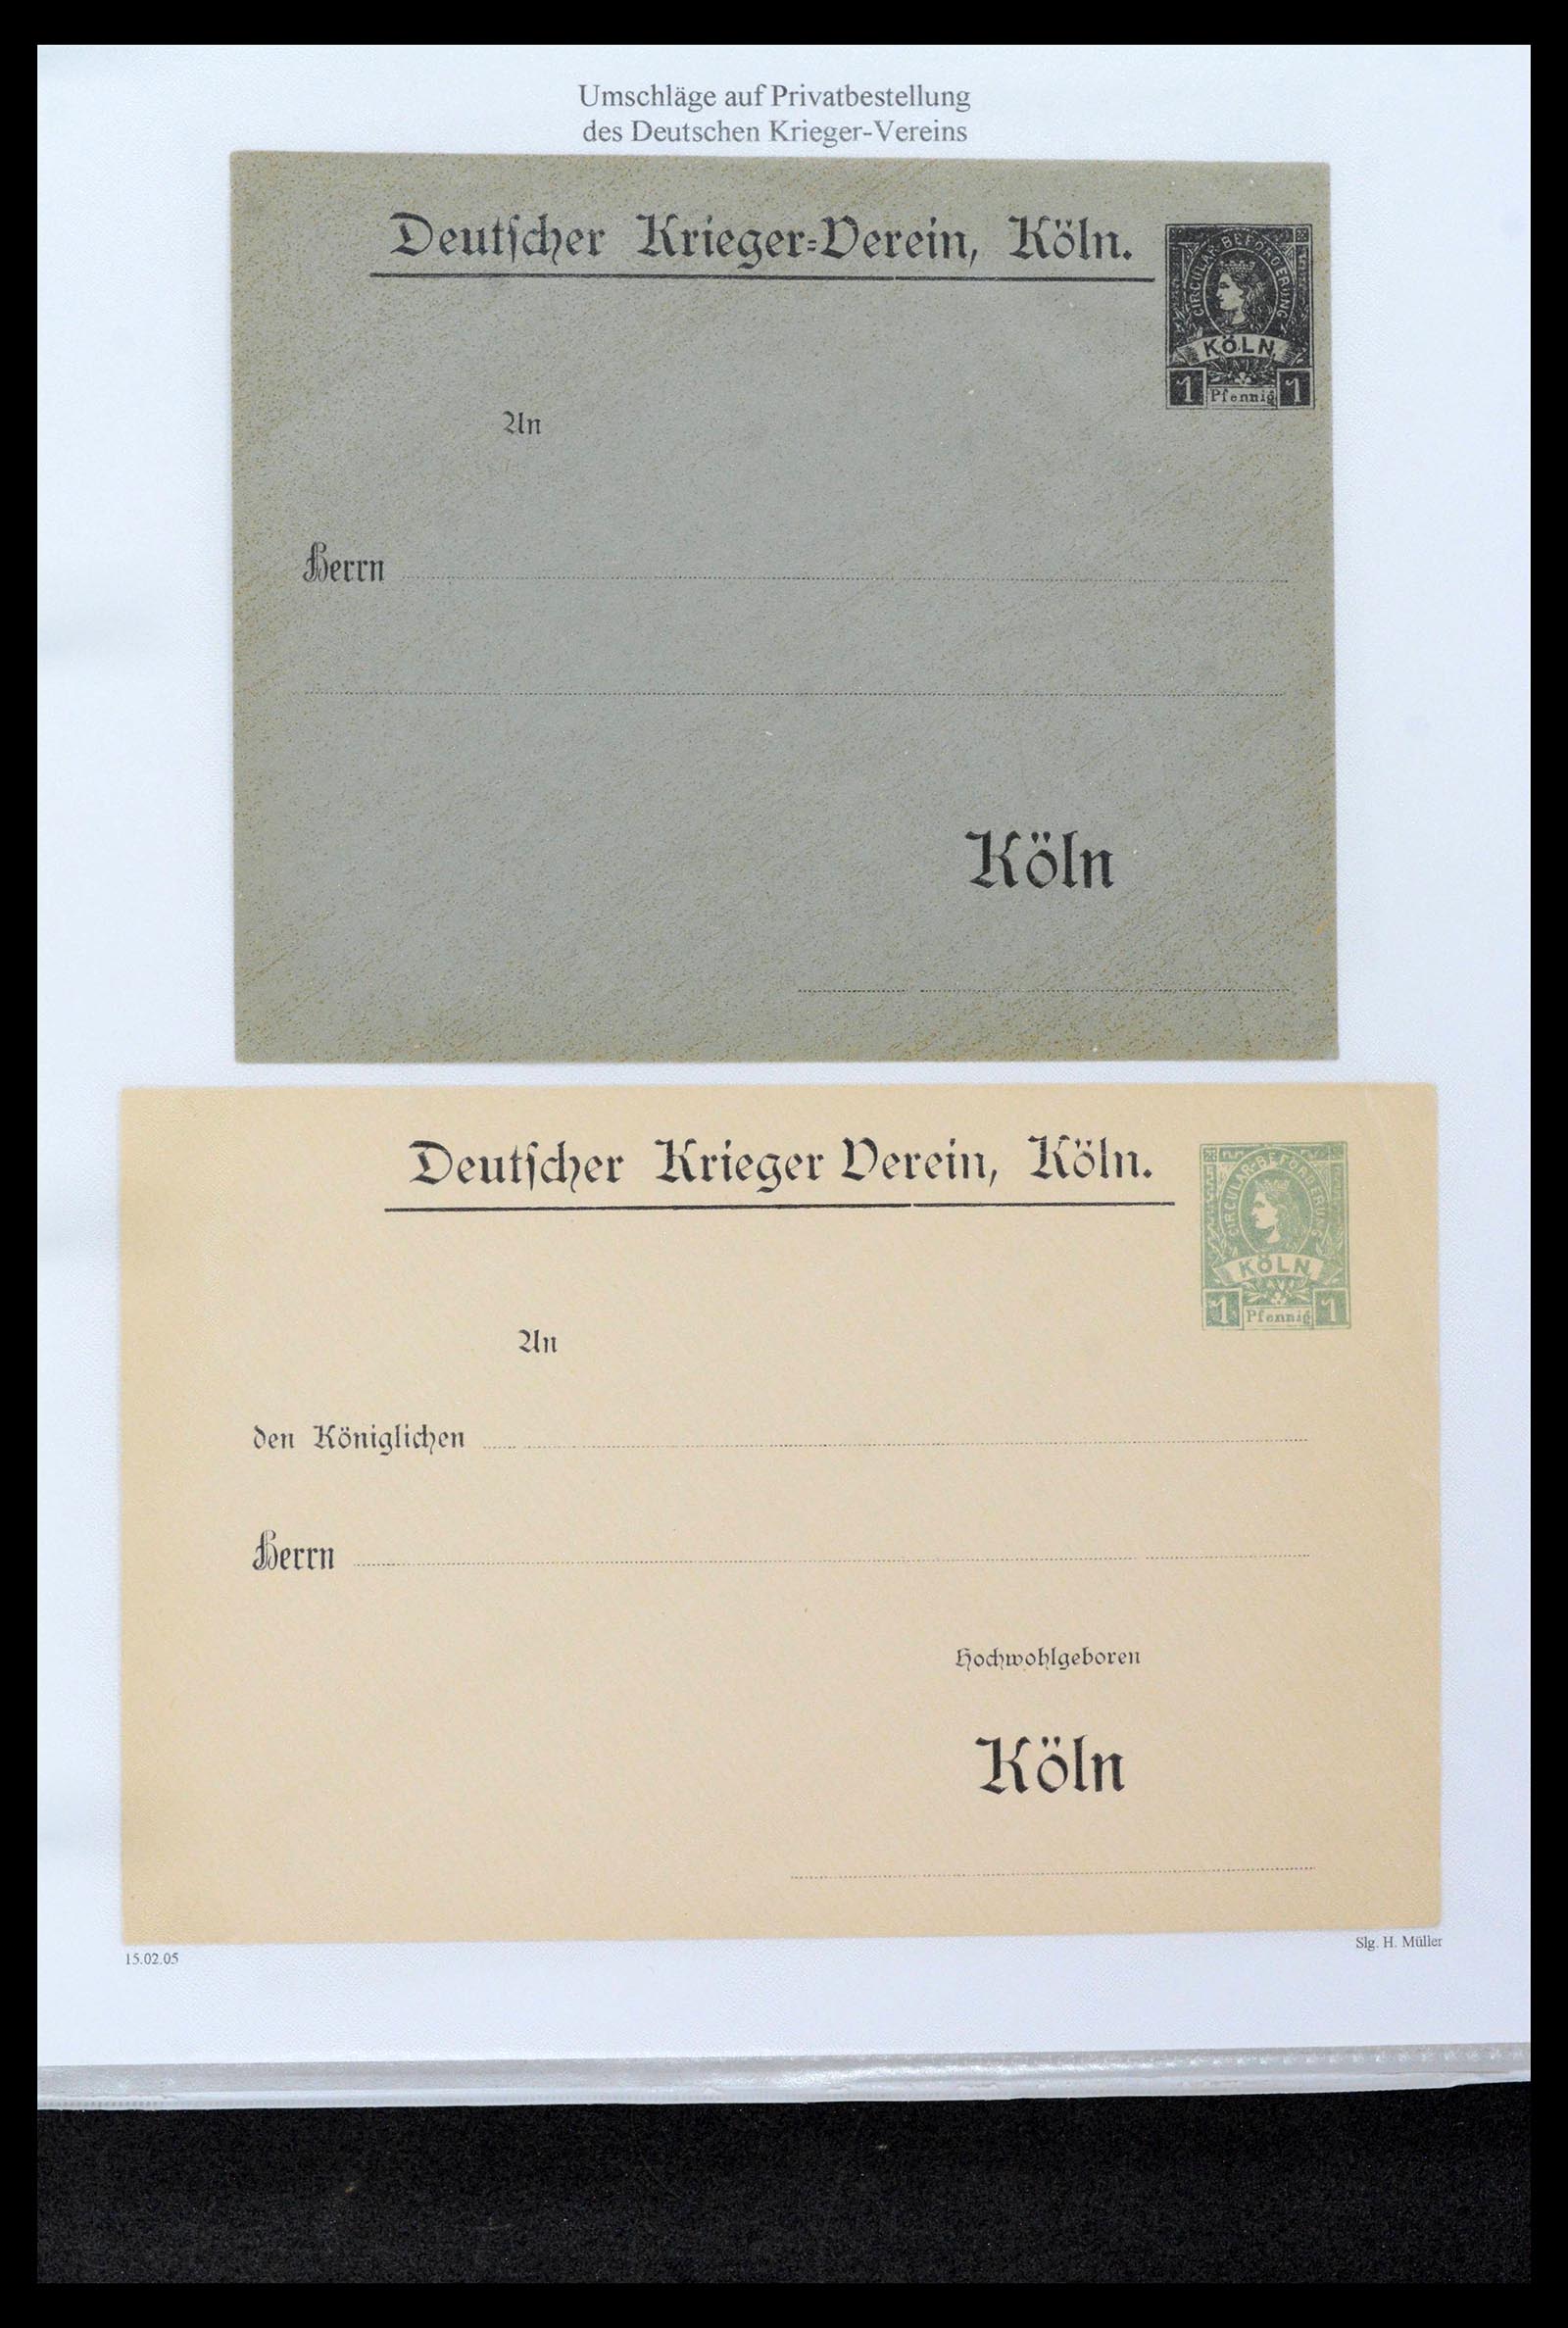 Umschläge auf Privatbestellung
des Deutschen Krieger-Vereins
Deutscher Krieger-Verein, Köln.
CIRCULAR-BEFÖRDERUNG
KÖLN
1 Pfennig 1
An
Herrn
Köln
Deutscher Krieger Verein, Köln.
CIRCULAR-BEFÖRDERUNG
KÖLN
1 Pfennig 1
An
den Königlichen
Herrn
Hochwohlgeboren
Köln
15.02.05
Slg. H. Müller